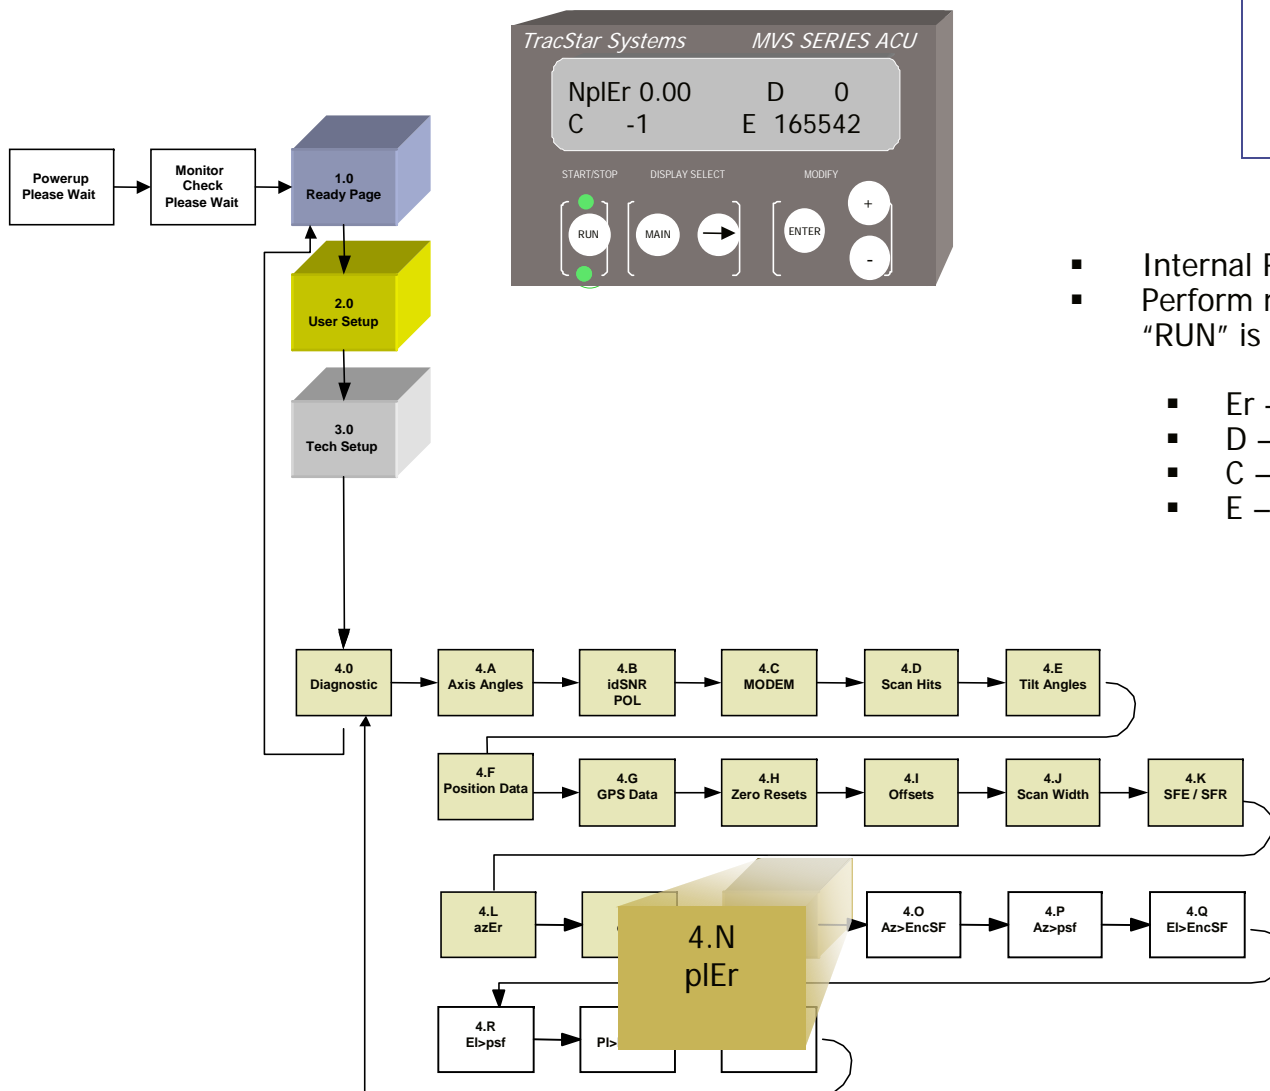 TracStar Systems MVS SERIES ACU
NplEr 0.00 D 0
C -1 E 165542
START/STOP DISPLAY SELECT MODIFY
RUN MAIN ENTER + -
Powerup
Please Wait
Monitor
Check
Please Wait
1.0
Ready Page
2.0
User Setup
3.0
Tech Setup
▪ Internal
▪ Perform
“RUN” is
▪ Er -
▪ D –
▪ C –
▪ E –
4.0
Diagnostic
4.A
Axis Angles
4.B
idSNR
POL
4.C
MODEM
4.D
Scan Hits
4.E
Tilt Angles
4.F
Position Data
4.G
GPS Data
4.H
Zero Resets
4.I
Offsets
4.J
Scan Width
4.K
SFE / SFR
4.L
azEr
4.N
plEr
4.O
Az>EncSF
4.P
Az>psf
4.Q
El>EncSF
4.R
El>psf
Pl>